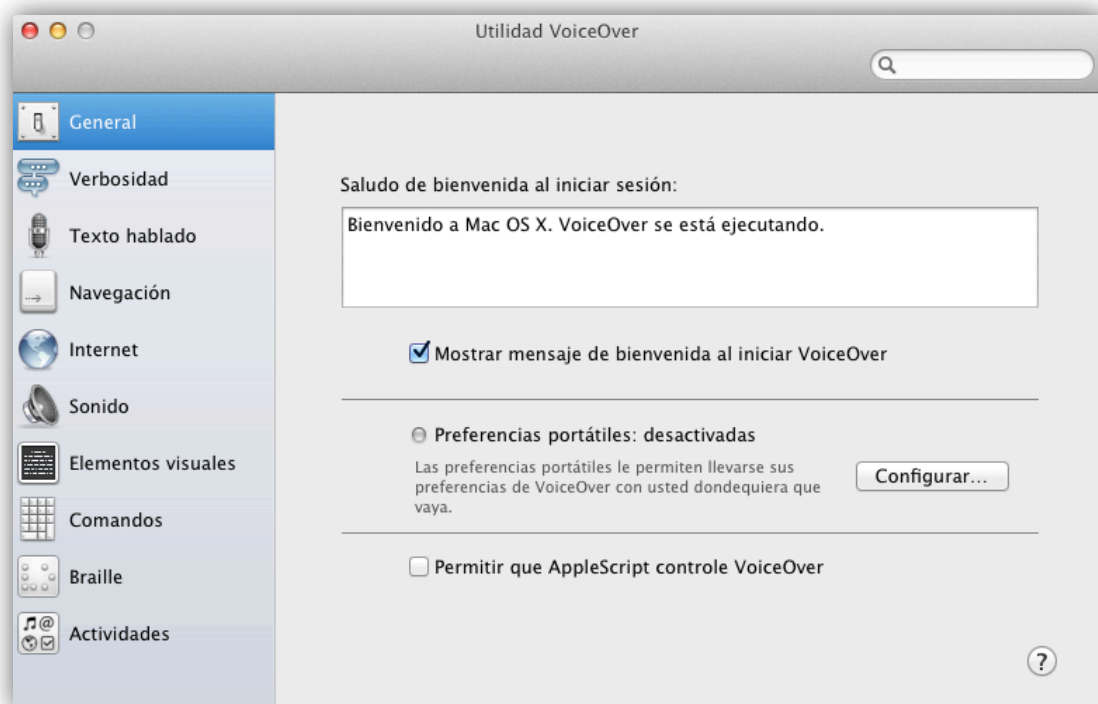 Utilidad VoiceOver
General
Verbosidad
Texto hablado
Navegación
Internet
Sonido
Elementos visuales
Comandos
Braille
Actividades
Saludo de bienvenida al iniciar sesión:
Bienvenido a Mac OS X. VoiceOver se está ejecutando.
Mostrar mensaje de bienvenida al iniciar VoiceOver
Preferencias portátiles: desactivadas
Las preferencias portátiles le permiten llevarse sus
preferencias de VoiceOver con usted dondequiera que
vaya.
Configurar...
Permitir que AppleScript controle VoiceOver
?